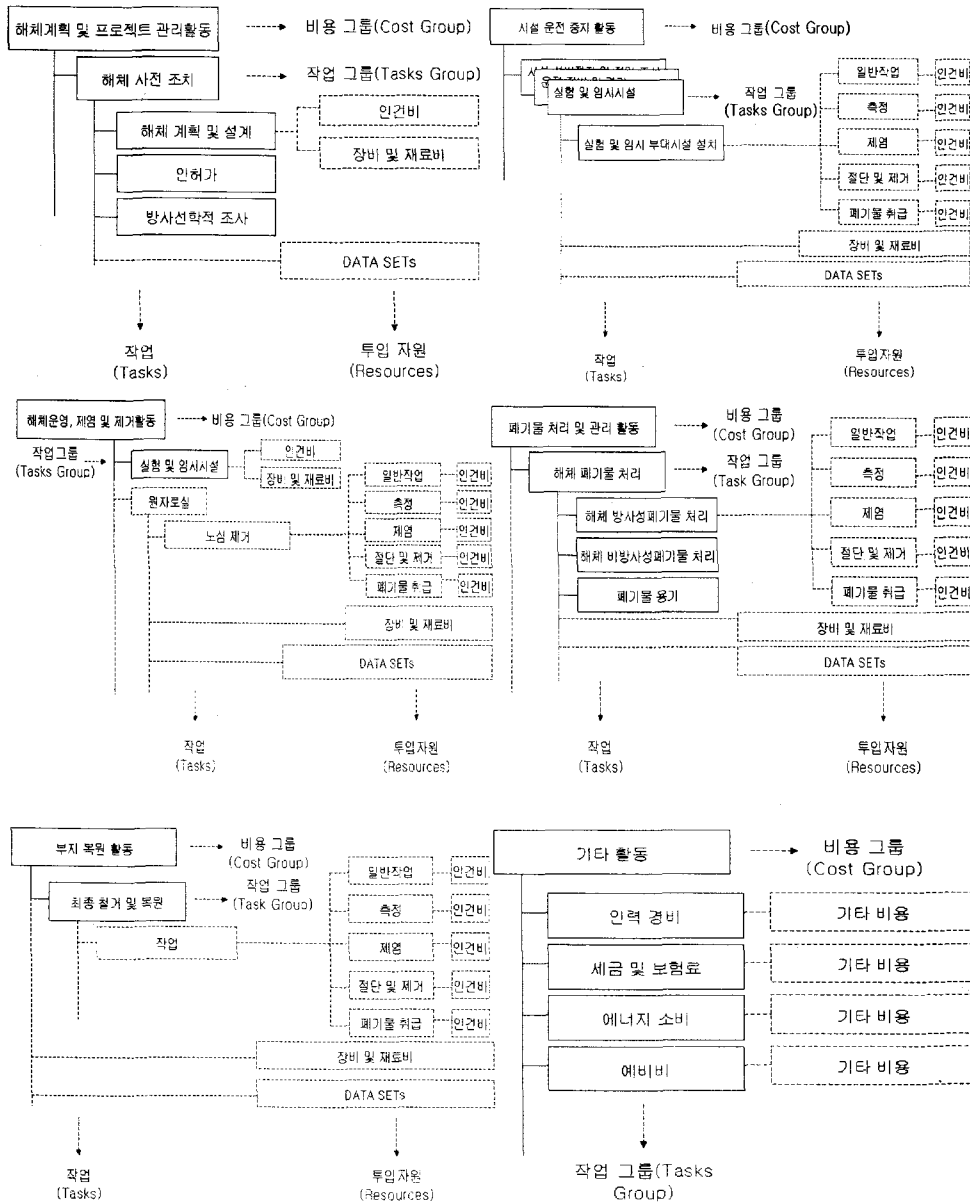 해체계획 및 프로젝트 관리활동
비용 그룹(Cost Group)
해체 사전 조치
작업 그룹(Tasks Group)
해체 계획 및 설계
인건비
장비 및 재료비
인허가
방사선학적 조사
DATA SETs
작업
(Tasks)
투입 자원
(Resources)
시설 운전 중지 활동
비용 그룹(Cost Group)
실험 및 임시시설
작업 그룹
(Tasks Group)
실험 및 임시 부대시설 설치
일반작업
인건비
측정
인건비
제염
인건비
절단 및 제거
인건비
폐기물 취급
인건비
장비 및 재료비
DATA SETs
작업
(Tasks)
투입자원
(Resources)
해체운영, 제염 및 제거활동
비용 그룹(Cost Group)
작업그룹
(Tasks Group)
실험 및 임시시설
인건비
장비 및 재료비
원자로실
노심 제거
일반작업
인건비
측정
인건비
제염
인건비
절단 및 제거
인건비
폐기물 취급
인건비
장비 및 재료비
DATA SETs
작업
(Tasks)
투입자원
(Resources)
폐기물 처리 및 관리 활동
비용 그룹
(Cost Group)
해체 폐기물 처리
작업 그룹
(Task Group)
해체 방사성폐기물 처리
해체 비방사성폐기물 처리
폐기물 용기
일반작업
인건비
측정
인건비
제염
인건비
절단 및 제거
인건비
폐기물 취급
인건비
장비 및 재료비
DATA SETs
작업
(Tasks)
투입자원
(Resources)
부지 복원 활동
비용 그룹
(Cost Group)
최종 철거 및 복원
작업 그룹
(Task Group)
작업
일반작업
인건비
측정
인건비
제염
인건비
절단 및 제거
인건비
폐기물 취급
인건비
장비 및 재료비
DATA SETs
작업
(Tasks)
투입자원
(Resources)
기타 활동
비용 그룹
(Cost Group)
인력 경비
기타 비용
세금 및 보험료
기타 비용
에너지 소비
기타 비용
예비비
기타 비용
작업 그룹(Tasks
Group)